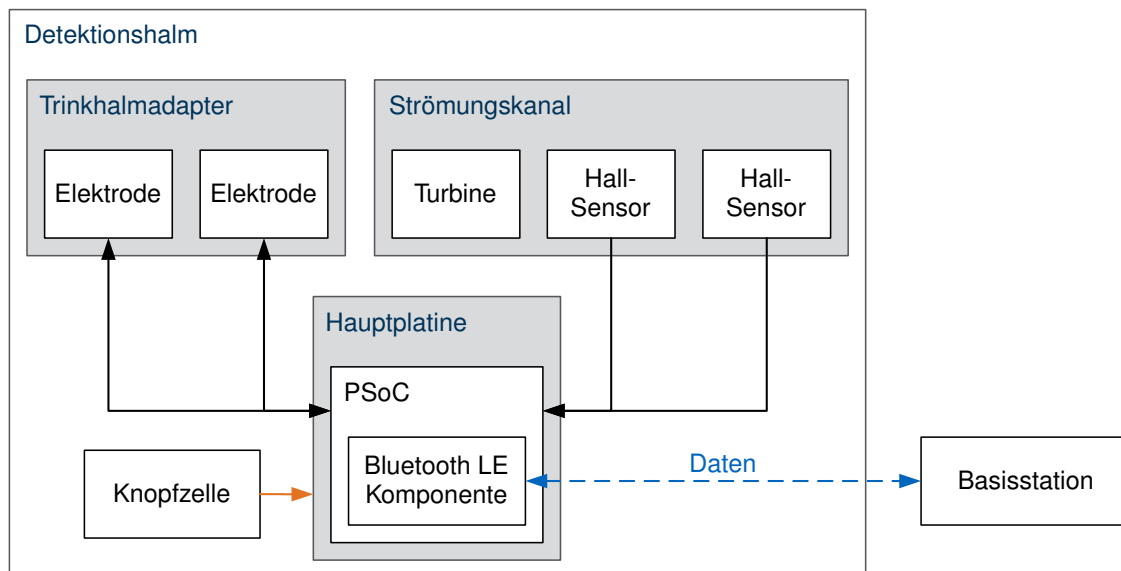 Detektionshalm
Trinkhalmadapter
Elektrode
Elektrode
Strömungskanal
Turbine
Hall-
Sensor
Hall-
Sensor
Hauptplatine
PSoC
Bluetooth LE
Komponente
Knopfzelle
Daten
Basisstation